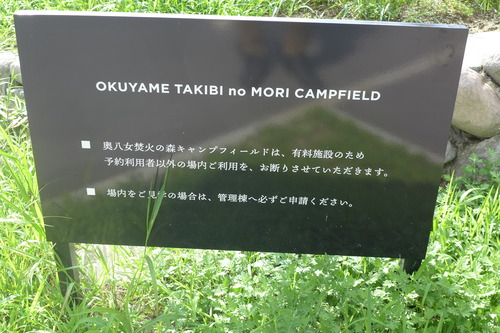 OKUYAME TAKIBI no MORI CAMPFIELD
■ 奥八女焚火の森キャンプフィールドは、有料施設のため
予約利用者以外の場内ご利用を、お断りさせていただきます。
■ 場内をご見学の場合は、管理棟へ必ずご申請ください。